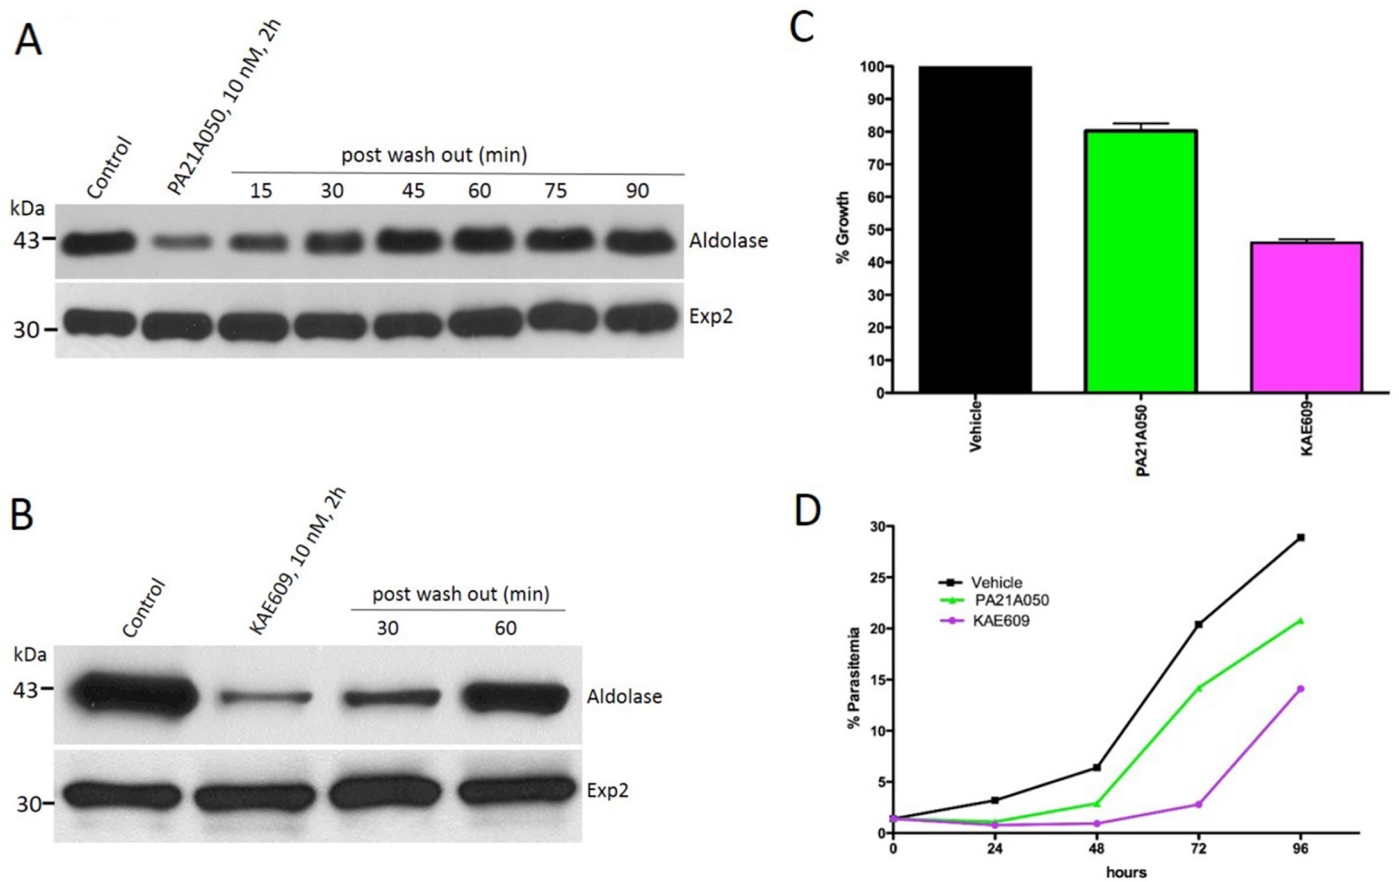 A
Control
PA21A050, 10 nM, 2h
post wash out (min)
15 30 45 60 75 90
kDa
43
Aldolase
30
Exp2
B
Control
KAE609, 10 nM, 2h
post wash out (min)
30 60
kDa
43
Aldolase
30
Exp2
C
% Growth
100
90
80
70
60
50
40
30
20
10
0
Vehicle
PA21A050
KAE609
D
% Parasitemia
30
25
20
15
10
5
0
Vehicle
PA21A050
KAE609
0 24 48 72 96
hours